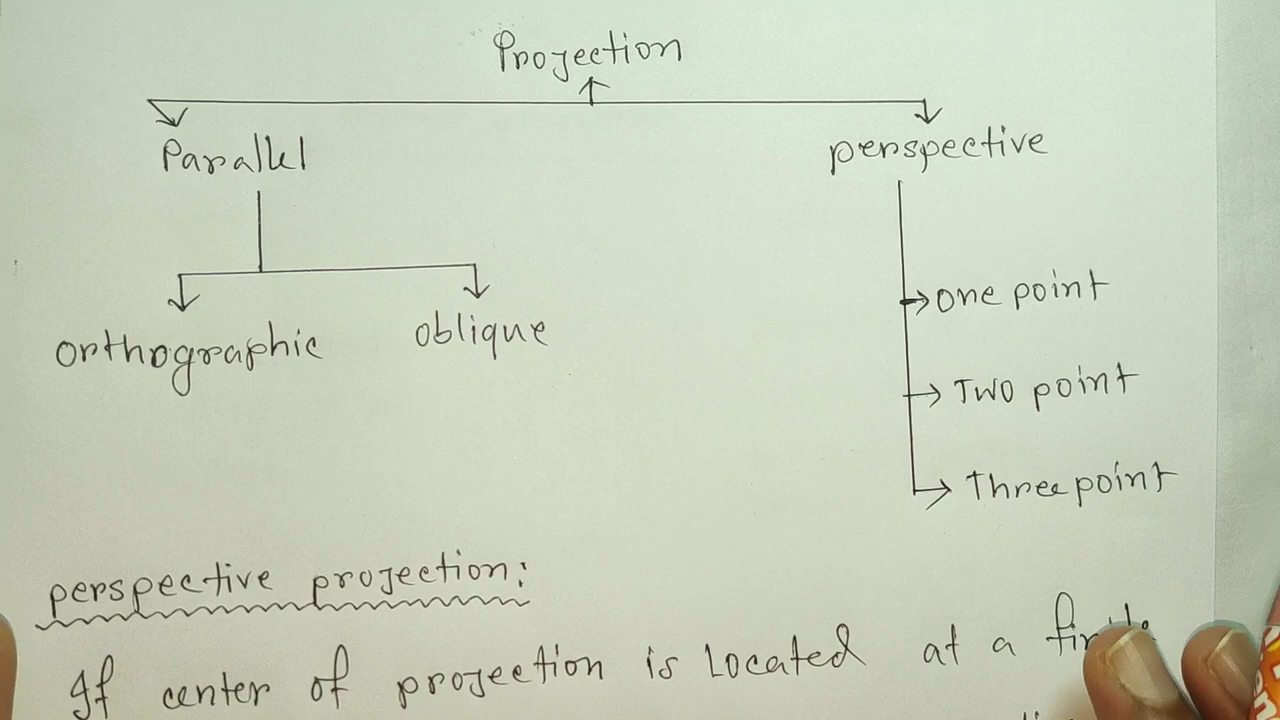 Projection
Parallel
perspective
orthographic
oblique
one point
Two point
Three point
perspective projection:
If center of projection is Located at a